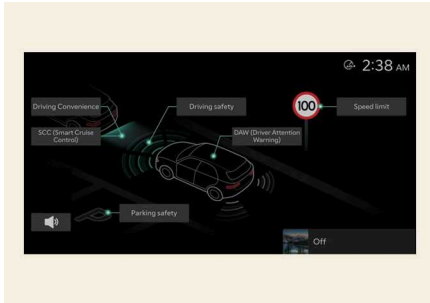 2:38 AM
Driving Convenience
Driving safety
100
Speed limit
SCC (Smart Cruise
Control)
DAW (Driver Attention
Warning)
Parking safety
Off